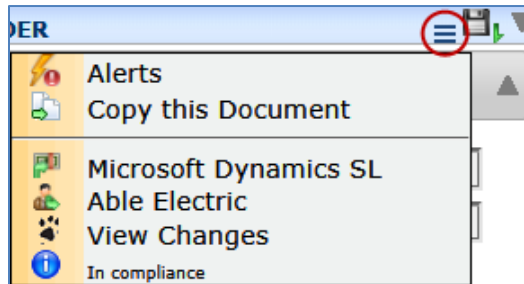 DER
Alerts
Copy this Document
Microsoft Dynamics SL
Able Electric
View Changes
In compliance